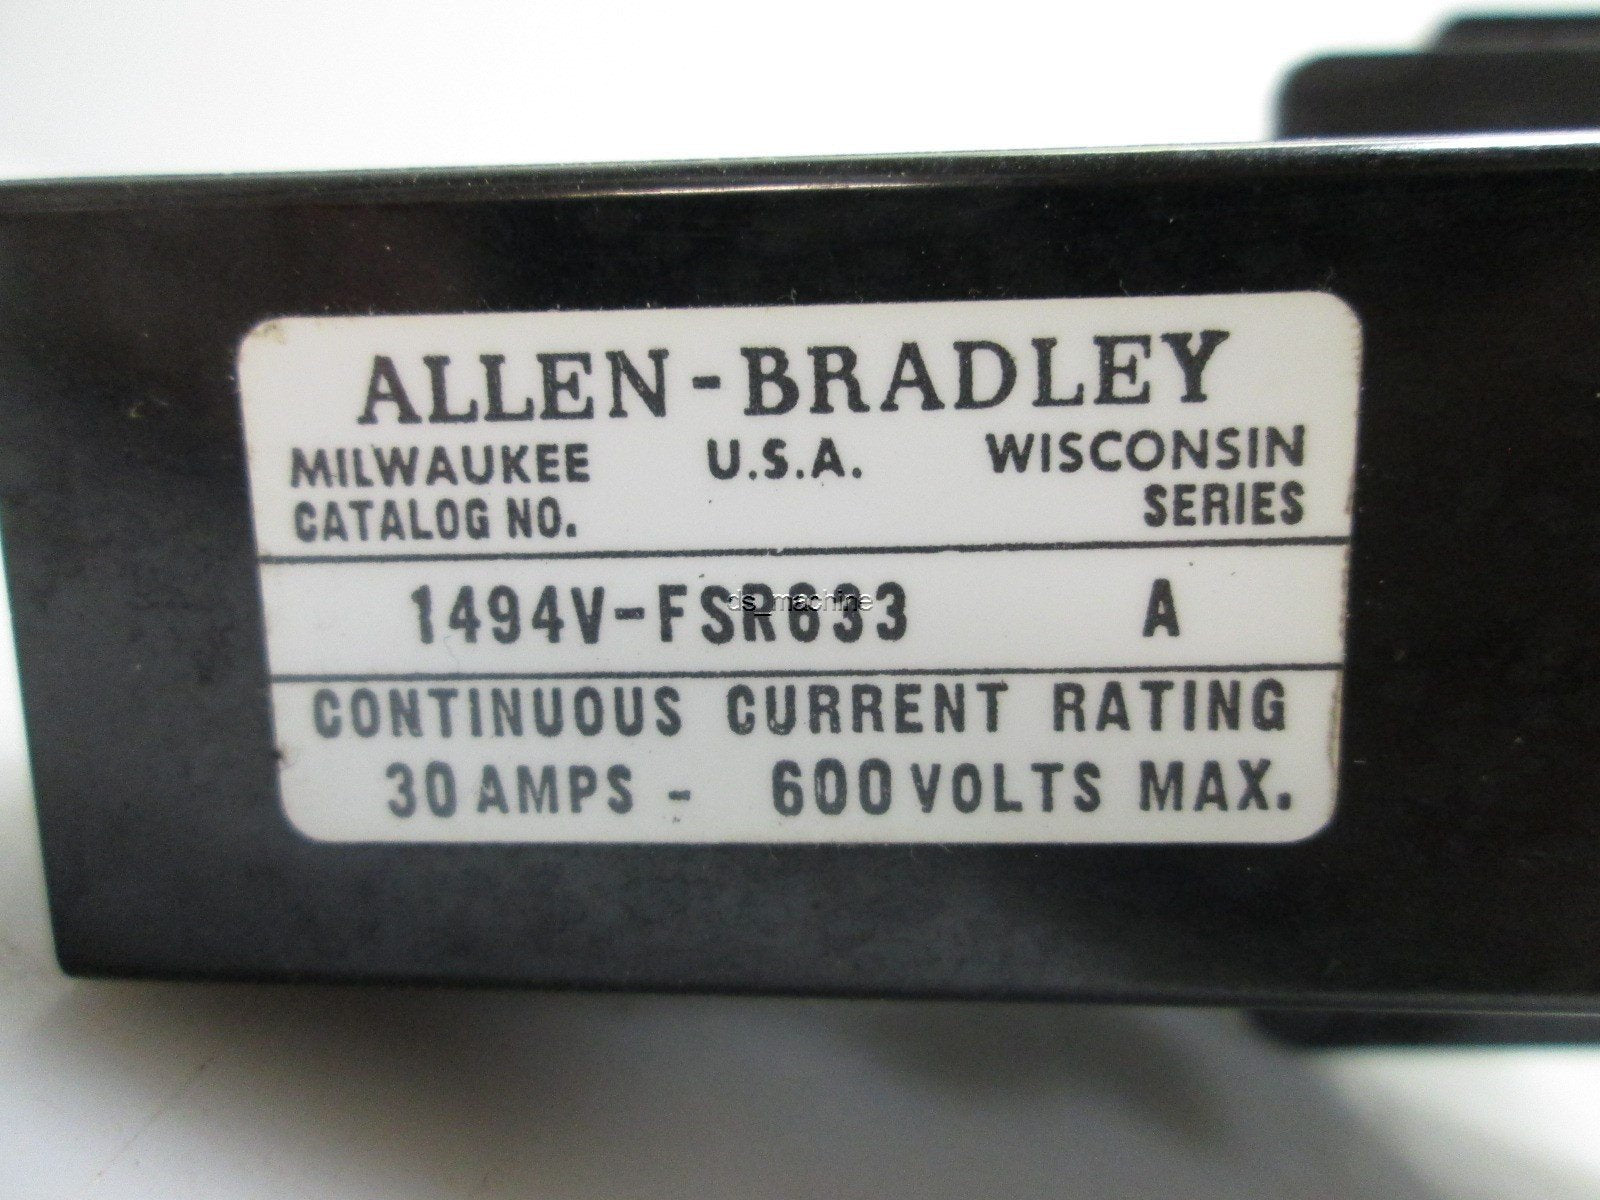 ALLEN-BRADLEY
MILWAUKEE U.S.A. WISCONSIN
CATALOG NO. SERIES
1494V-FSR633 A
ds_machine
CONTINUOUS CURRENT RATING
30 AMPS - 600 VOLTS MAX.